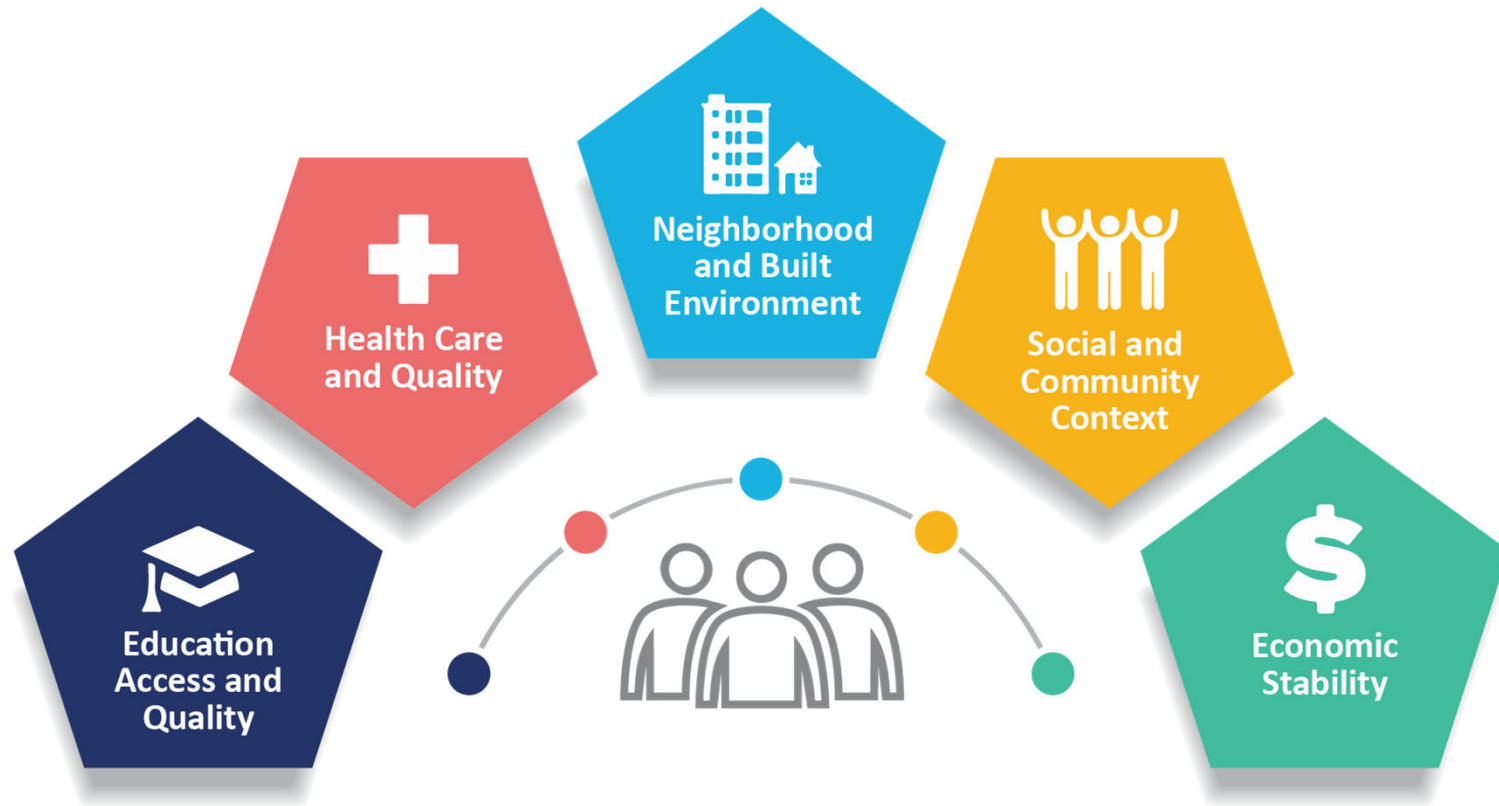 Neighborhood
and Built
Environment
Health Care
and Quality
Social and
Community
Context
Education
Access and
Quality
$
Economic
Stability